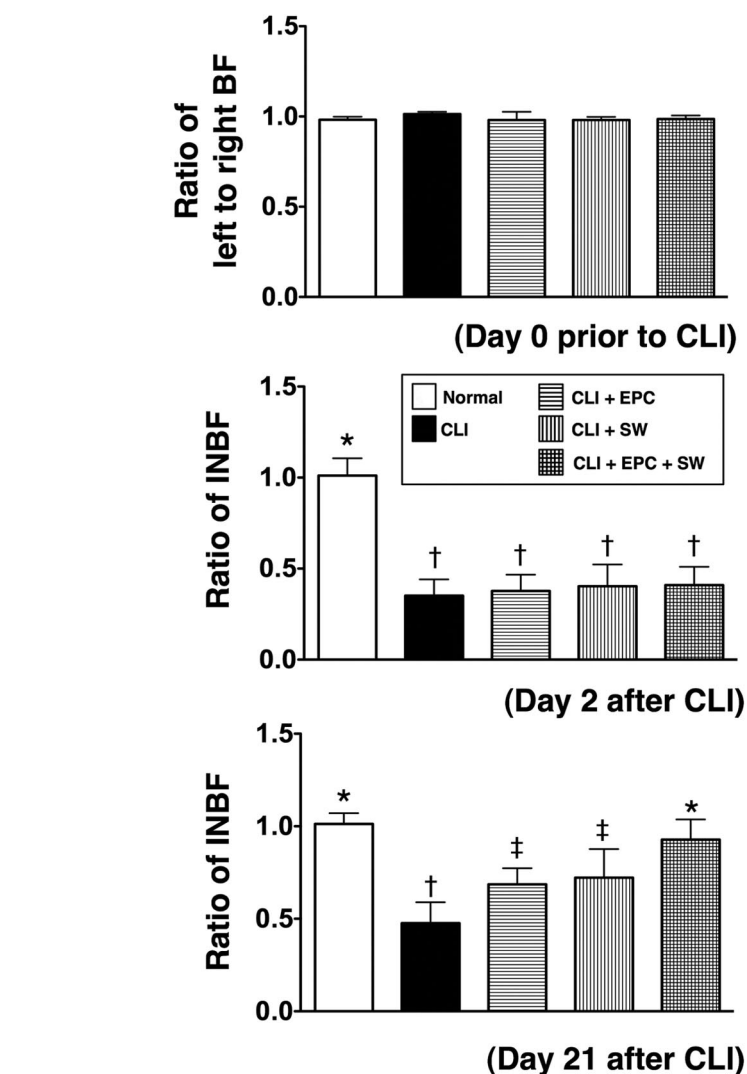 1.5
1.0
0.5
0.0
Ratio of
left to right BF
(Day 0 prior to CLI)
1.5
1.0
0.5
0.0
Ratio of INBF
Normal
CLI + EPC
CLI
CLI + SW
CLI + EPC + SW
*
†
†
†
†
(Day 2 after CLI)
1.5
1.0
0.5
0.0
Ratio of INBF
*
†
‡
‡
*
(Day 21 after CLI)